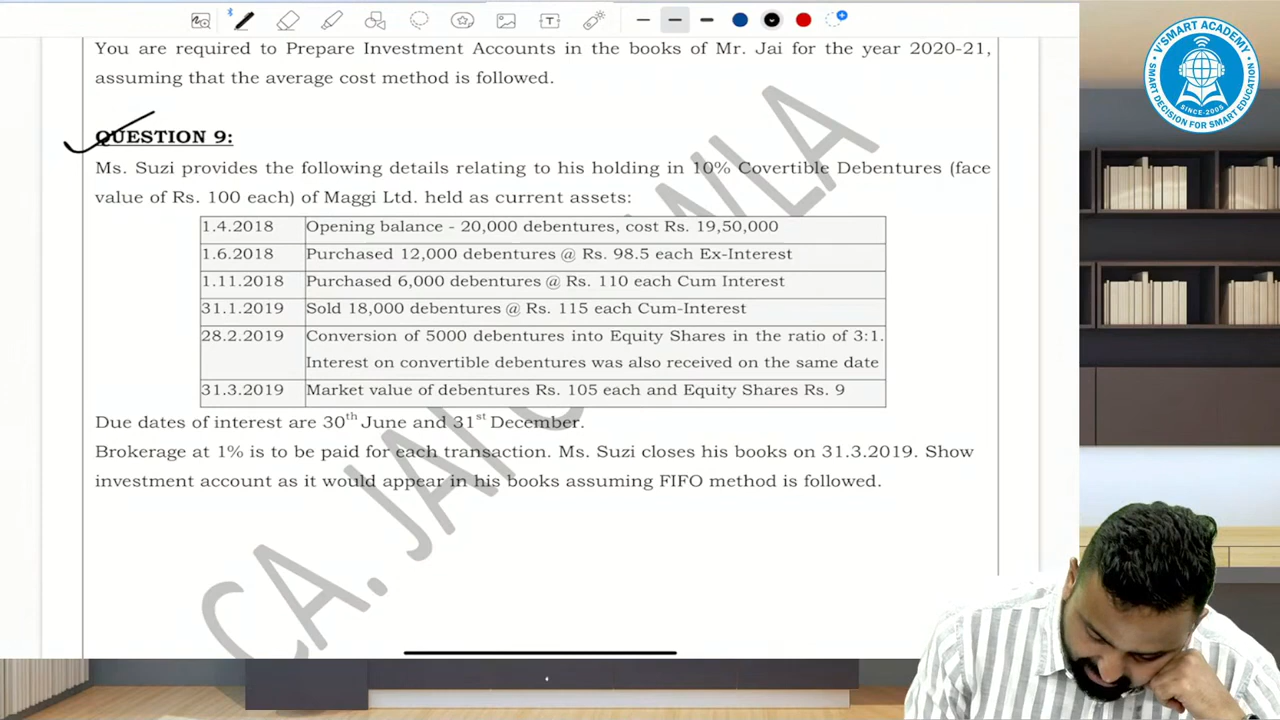 You are required to Prepare Investment Accounts in the books of Mr. Jai for the year 2020-21,
assuming that the average cost method is followed.
QUESTION 9:
Ms. Suzi provides the following details relating to his holding in 10% Covertible Debentures (face
value of Rs. 100 each) of Maggi Ltd. held as current assets:
1.4.2018 Opening balance - 20,000 debentures, cost Rs. 19,50,000
1.6.2018 Purchased 12,000 debentures @ Rs. 98.5 each Ex-Interest
1.11.2018 Purchased 6,000 debentures @ Rs. 110 each Cum Interest
31.1.2019 Sold 18,000 debentures @ Rs. 115 each Cum-Interest
28.2.2019 Conversion of 5000 debentures into Equity Shares in the ratio of 3:1.
Interest on convertible debentures was also received on the same date
31.3.2019 Market value of debentures Rs. 105 each and Equity Shares Rs. 9
Due dates of interest are 30th June and 31st December.
Brokerage at 1% is to be paid for each transaction. Ms. Suzi closes his books on 31.3.2019. Show
investment account as it would appear in his books assuming FIFO method is followed.
V'SMART ACADEMY
SINCE-2005
SMART DECISION FOR SMART EDUCATION